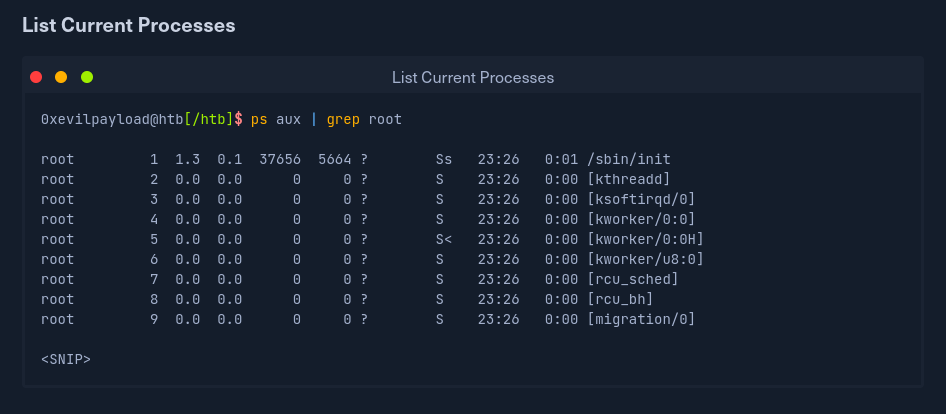 List Current Processes
List Current Processes
0xevilpayload@htb[/htb]$ ps aux | grep root
root         1  1.3  0.1  37656  5664 ?        Ss   23:26   0:01 /sbin/init
root         2  0.0  0.0      0     0 ?        S    23:26   0:00 [kthreadd]
root         3  0.0  0.0      0     0 ?        S    23:26   0:00 [ksoftirqd/0]
root         4  0.0  0.0      0     0 ?        S    23:26   0:00 [kworker/0:0]
root         5  0.0  0.0      0     0 ?        S<   23:26   0:00 [kworker/0:0H]
root         6  0.0  0.0      0     0 ?        S    23:26   0:00 [kworker/u8:0]
root         7  0.0  0.0      0     0 ?        S    23:26   0:00 [rcu_sched]
root         8  0.0  0.0      0     0 ?        S    23:26   0:00 [rcu_bh]
root         9  0.0  0.0      0     0 ?        S    23:26   0:00 [migration/0]
<SNIP>